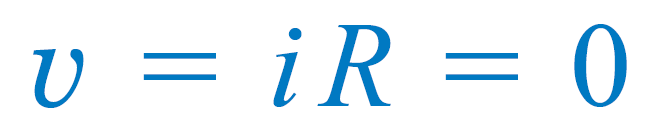 v = iR = 0